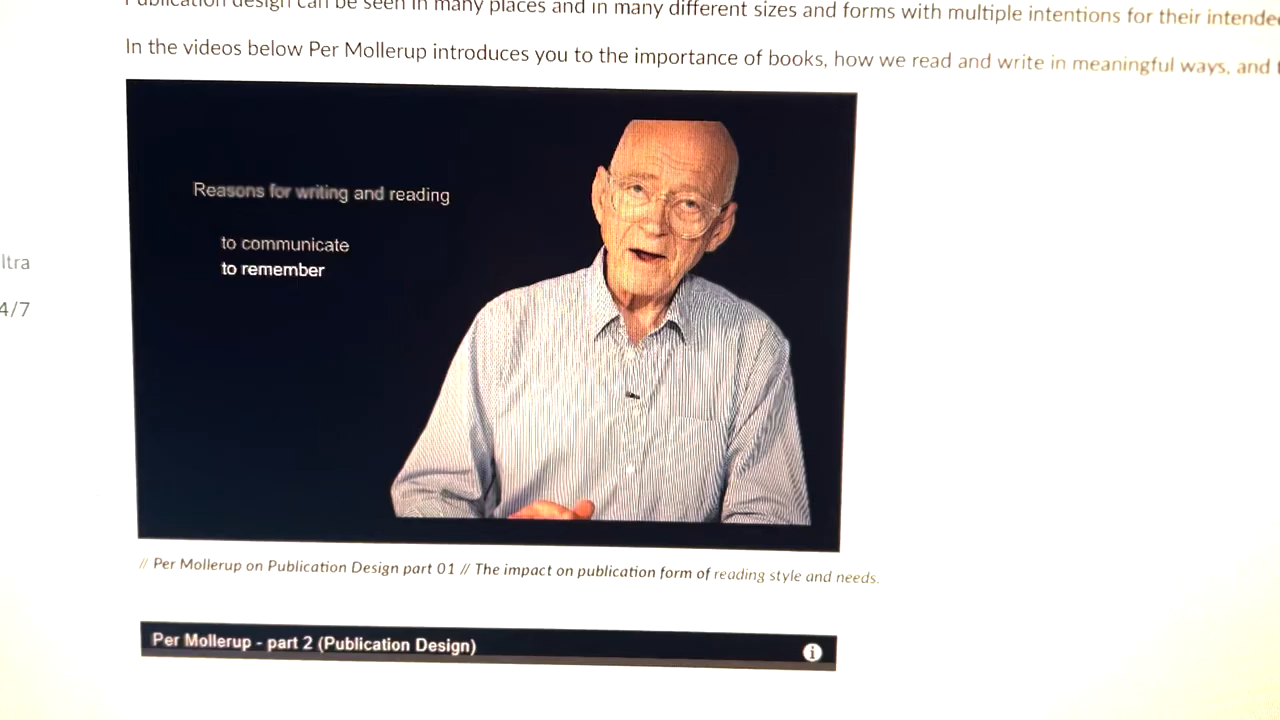 Publication design can be seen in many places and in many different sizes and forms with multiple intentions for their intende
In the videos below Per Mollerup introduces you to the importance of books, how we read and write in meaningful ways, and
Reasons for writing and reading
to communicate
to remember
ltra
4/7
// Per Mollerup on Publication Design part 01 // The impact on publication form of reading style and needs.
Per Mollerup - part 2 (Publication Design)